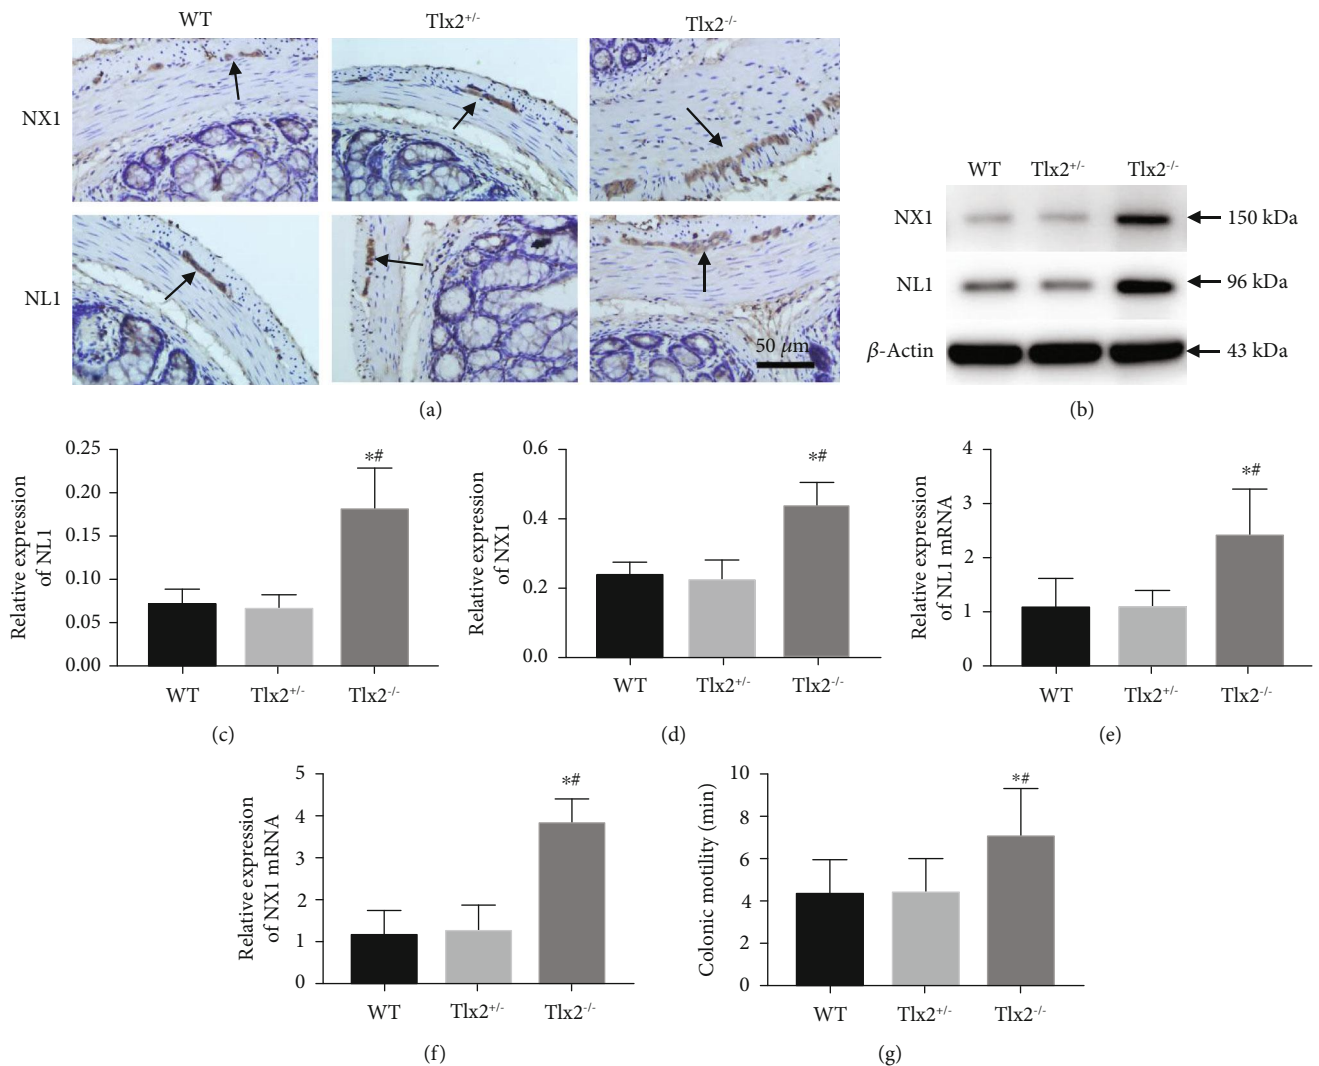 WT Tlx2+/- Tlx2-/-
NX1
NL1
50 μm
(a)
WT Tlx2+/- Tlx2-/-
NX1 150 kDa
NL1 96 kDa
β-Actin 43 kDa
(b)
Relative expression
of NL1
0.25
0.20
0.15
0.10
0.05
0.00
*#
WT Tlx2+/- Tlx2-/-
(c)
Relative expression
of NX1
0.6
0.4
0.2
0.0
*#
WT Tlx2+/- Tlx2-/-
(d)
Relative expression
of NL1 mRNA
4
3
2
1
0
*#
WT Tlx2+/- Tlx2-/-
(e)
Relative expression
of NX1 mRNA
5
4
3
2
1
0
*#
WT Tlx2+/- Tlx2-/-
(f)
Colonic motility (min)
10
8
6
4
2
0
*#
WT Tlx2+/- Tlx2-/-
(g)